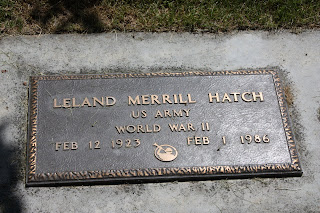 LELAND MERRILL HATCH
US ARMY
WORLD WAR II
FEB 12 1923 FEB 1 1986